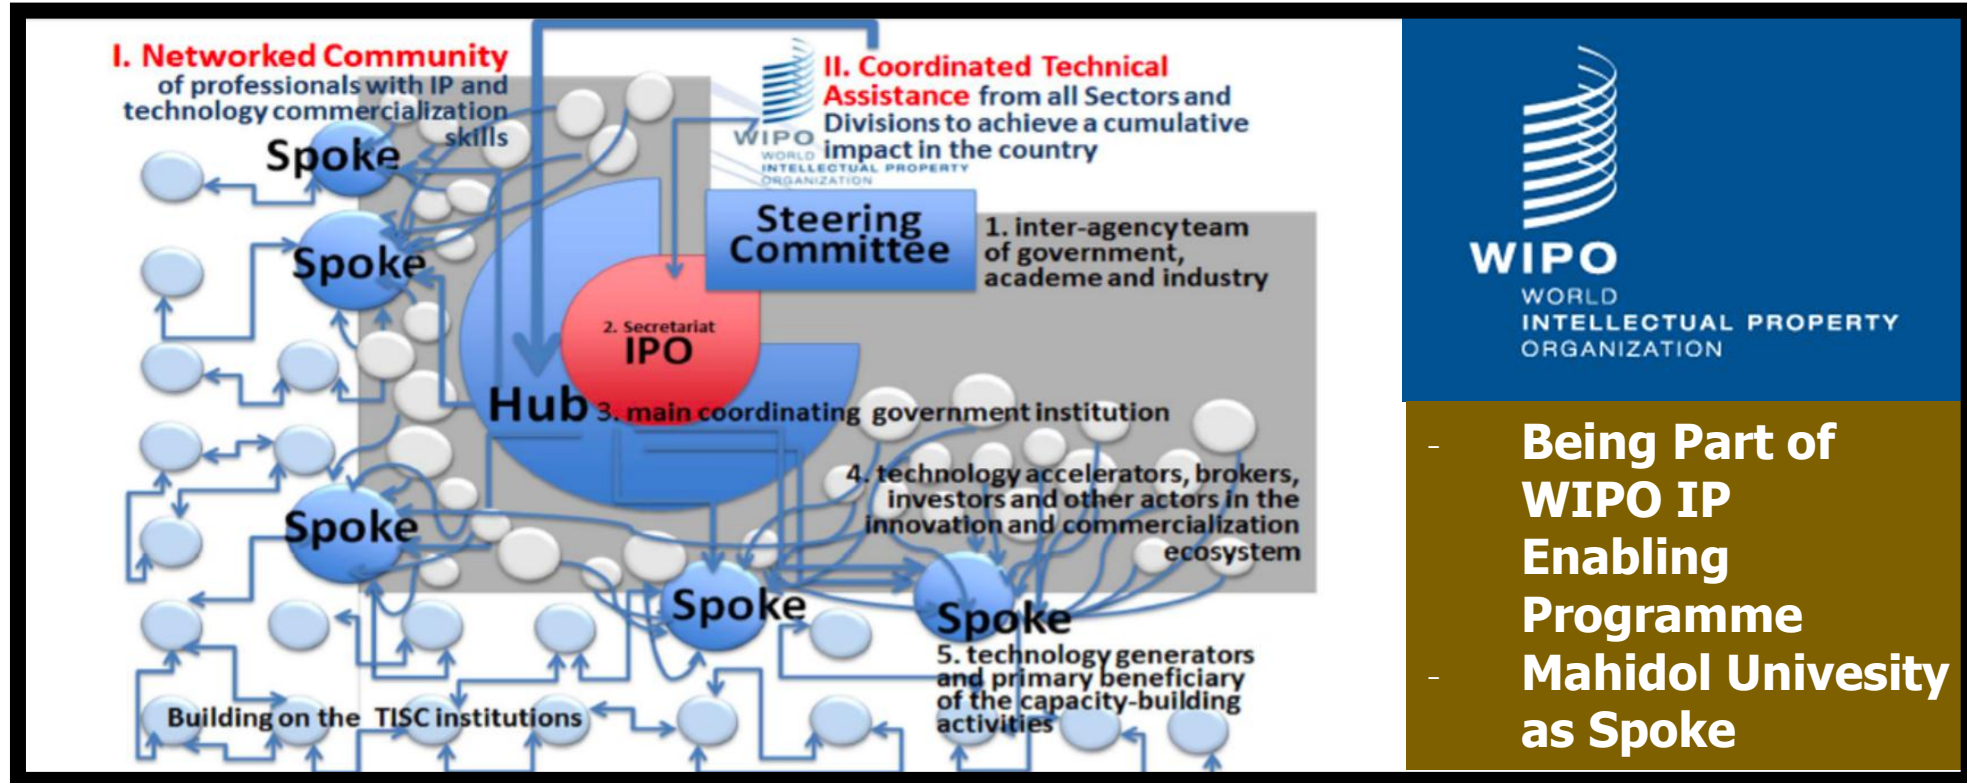 I. Networked Community
of professionals with IP and
technology commercialization
skills
II. Coordinated Technical
Assistance from all Sectors and
Divisions to achieve a cumulative
impact in the country
WIPO
WORLD
INTELLECTUAL PROPERTY
ORGANIZATION
Spoke
Spoke
Steering
Committee
1. inter-agency team
of government,
academe and industry
2. Secretariat
IPO
Hub
3. main coordinating government institution
4. technology accelerators, brokers,
investors and other actors in the
innovation and commercialization
ecosystem
Spoke
Spoke
Spoke
5. technology generators
and primary beneficiary
of the capacity-building
activities
Building on the TISC institutions
WIPO
WORLD
INTELLECTUAL PROPERTY
ORGANIZATION
- Being Part of
WIPO IP
Enabling
Programme
- Mahidol Univesity
as Spoke